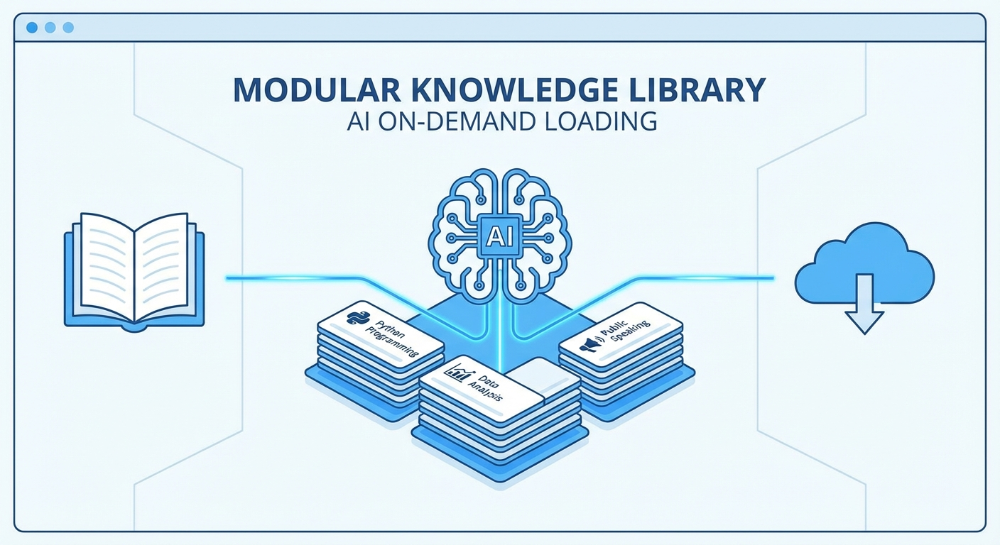 MODULAR KNOWLEDGE LIBRARY
AI ON-DEMAND LOADING
AI
Python
Programming
Public
Speaking
Data
Analysis